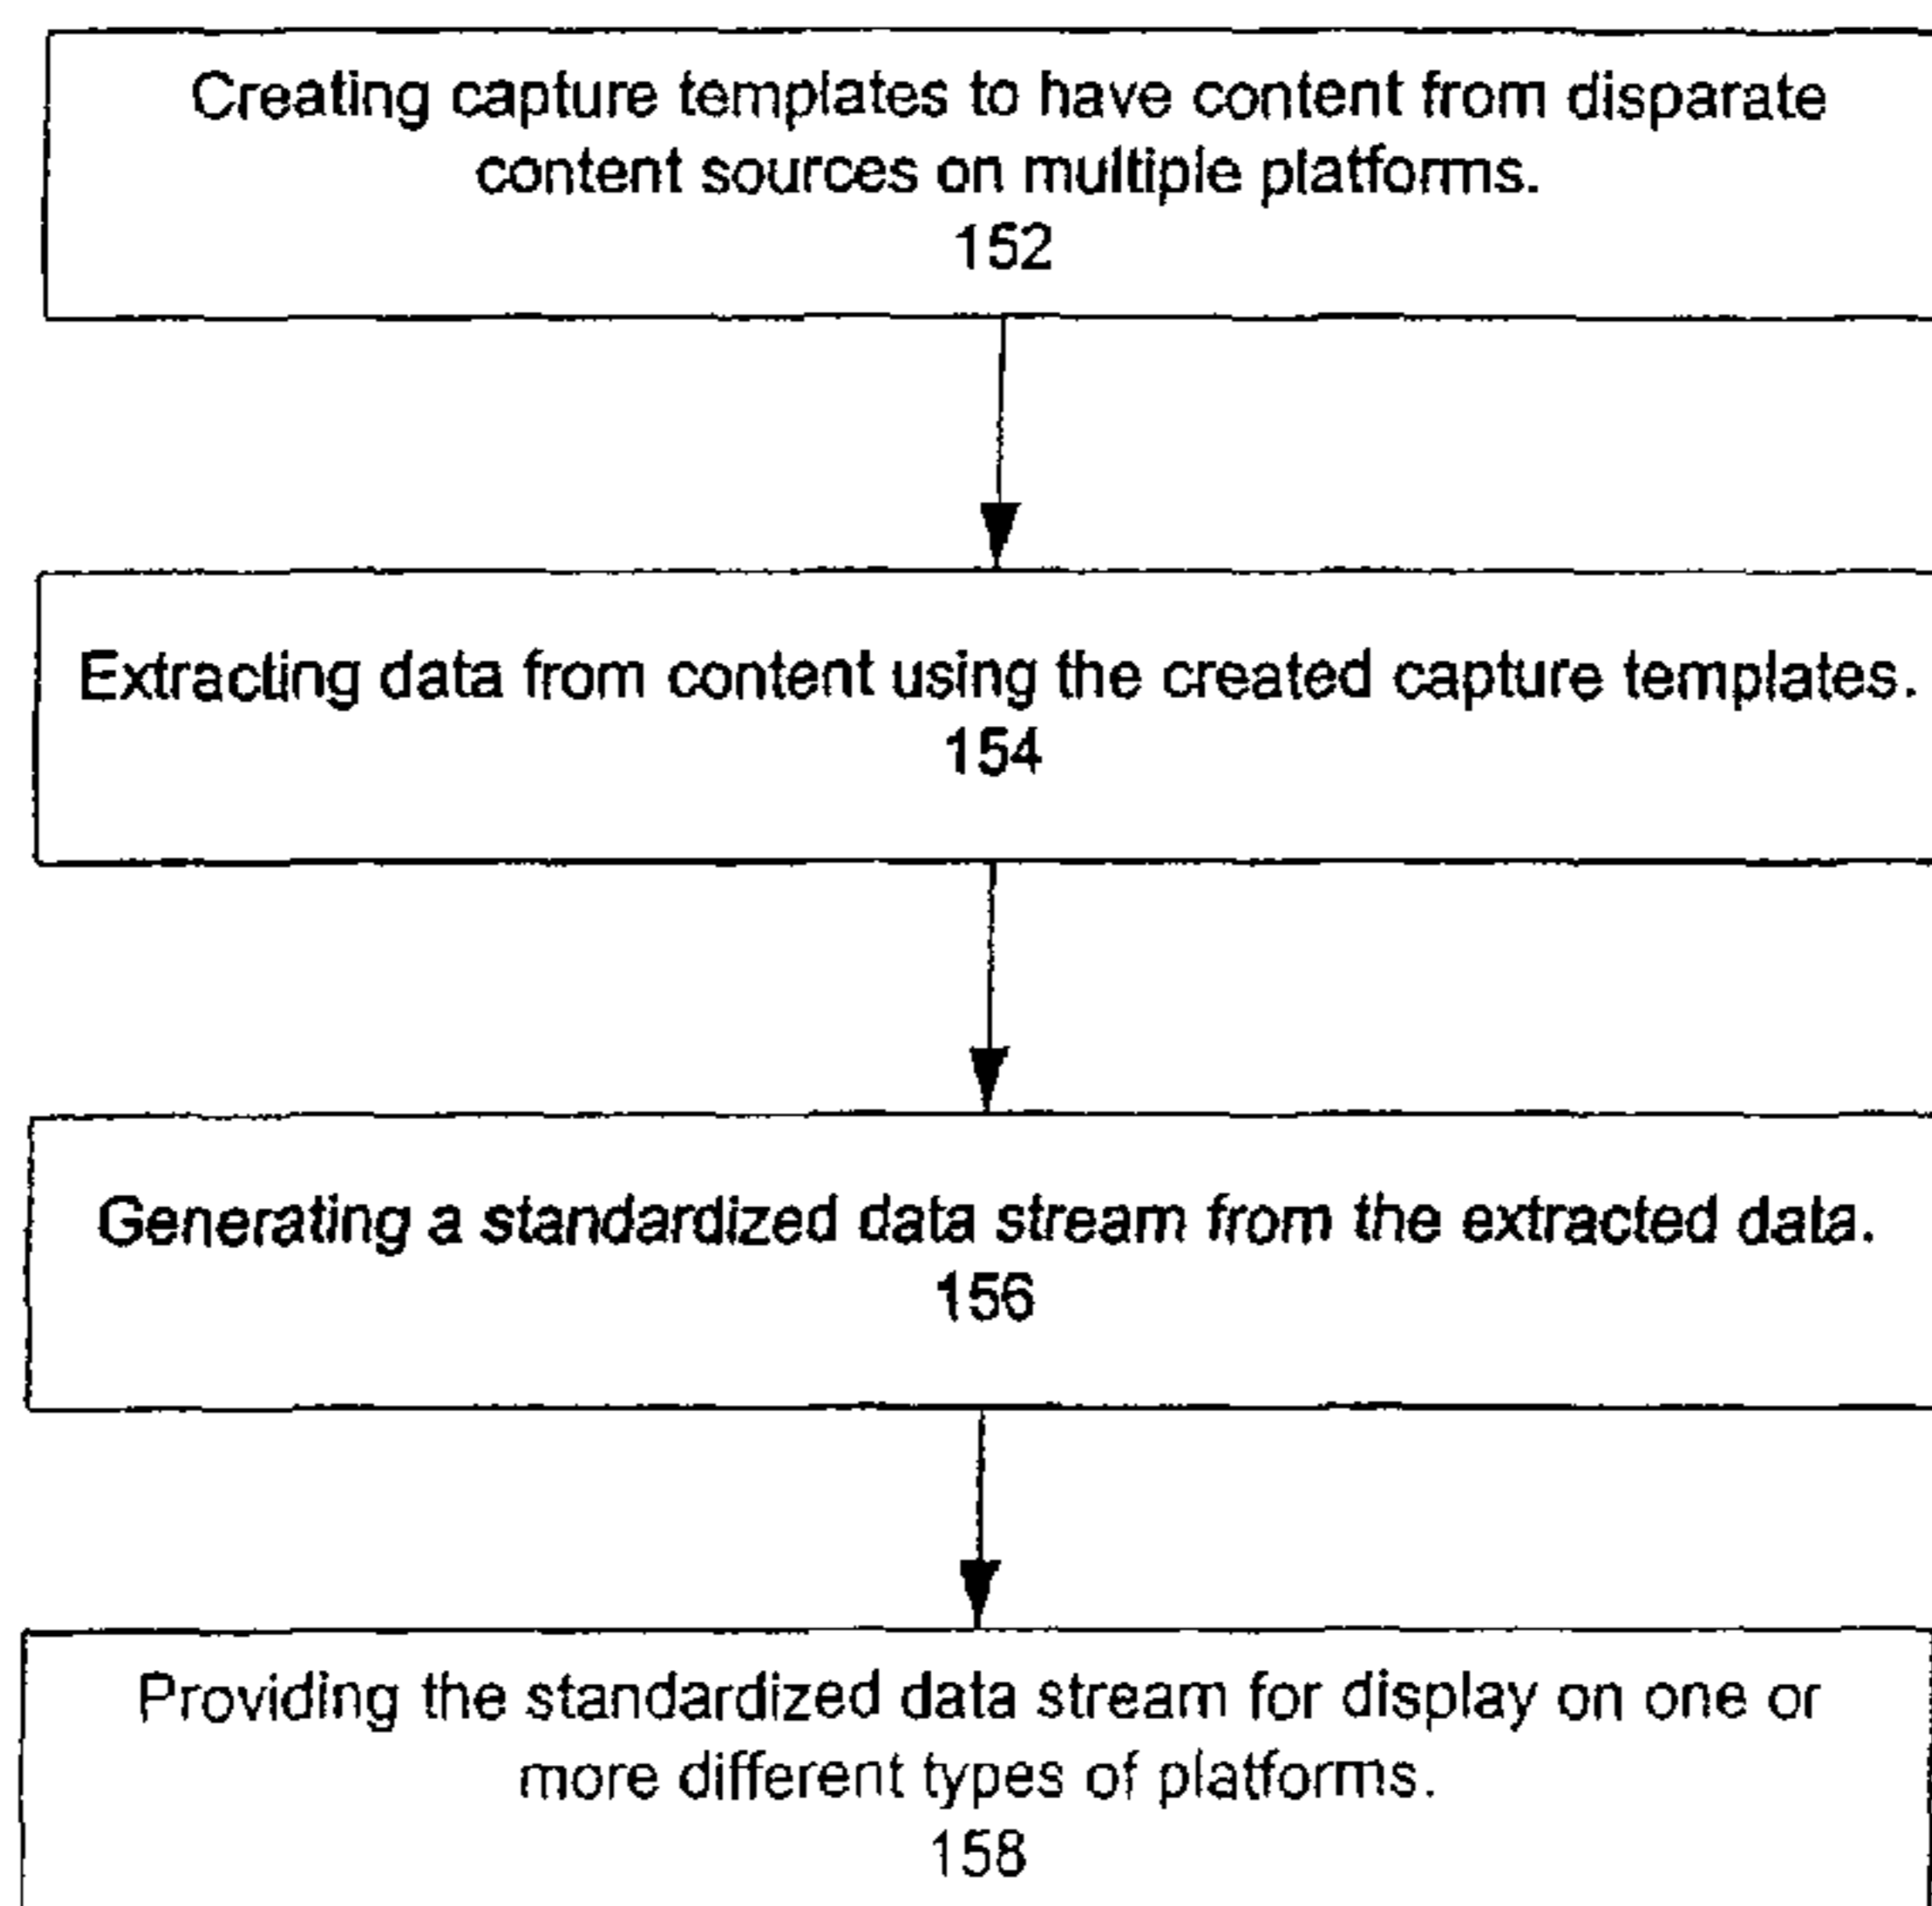 Creating capture templates to have content from disparate
content sources on multiple platforms.
152
Extracting data from content using the created capture templates.
154
Generating a standardized data stream from the extracted data.
156
Providing the standardized data stream for display on one or
more different types of platforms.
158